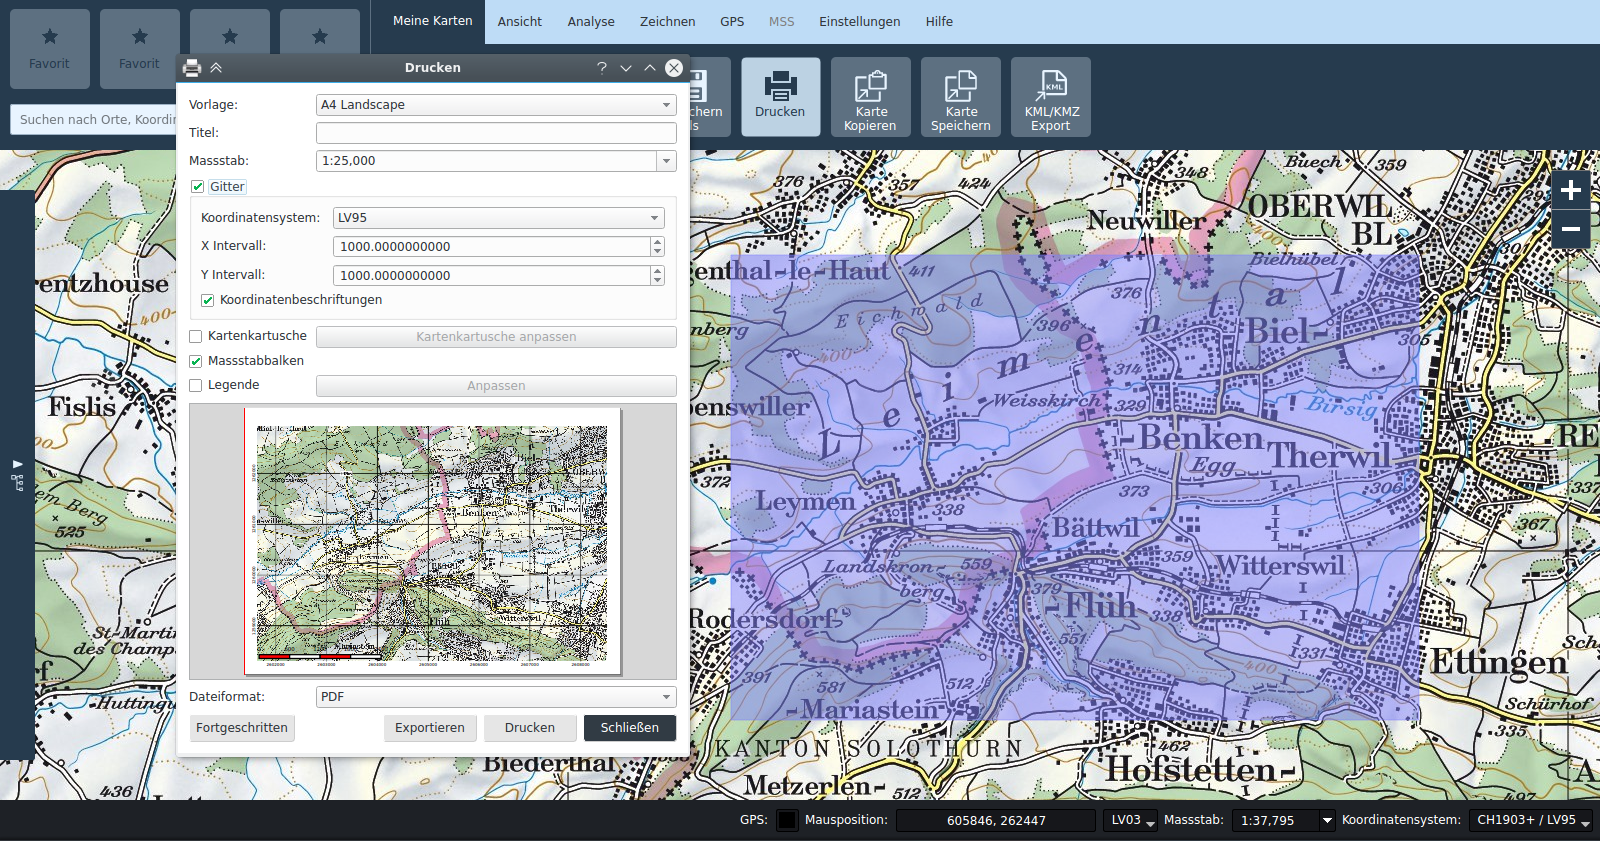 Meine Karten
Ansicht
Analyse
Zeichnen
GPS
MSS
Einstellungen
Hilfe
Favorit
Favorit
Suchen nach Orte, Koordin
Drucken
Karte
Kopieren
Karte
Speichern
KML
KML/KMZ
Export
Drucken
Vorlage:
A4 Landscape
Titel:
Massstab:
1:25,000
Gitter
Koordinatensystem:
LV95
X Intervall:
1000.0000000000
Y Intervall:
1000.0000000000
Koordinatenbeschriftungen
Kartenkartusche
Kartenkartusche anpassen
Massstabbalken
Legende
Anpassen
Dateiformat:
PDF
Fortgeschritten
Exportieren
Drucken
Schließen
entzhouse
400
Fislis
em Berg
525
St-Martin
des Champ
Hutting
436
Biederthal
376
357
424
348
Buech
359
Neuwiller
OBERWIL
BL
400
Bielhübel
enthal-le-Haut
411
376
Eichwald
Leimental
396
Biel-
306
nberg
400
314
enswiller
Weisskirch
329
Birsig
-Benken
Egg
Therwil
RE
372
Leymen
338
373
306
337
Bättwil
367
359
Landskron-
berg
559
379
Witterswil
Rodersdorf
-Flüh
338
557
400
331
Ettingen
391
581
512
-Mariastein
Schürhof
335
KANTON SOLOTHURN
462
Hofstetten-
Metzerlen-
512
497
GPS:
Mausposition:
605846, 262447
LV03
Massstab:
1:37,795
Koordinatensystem:
CH1903+ / LV95